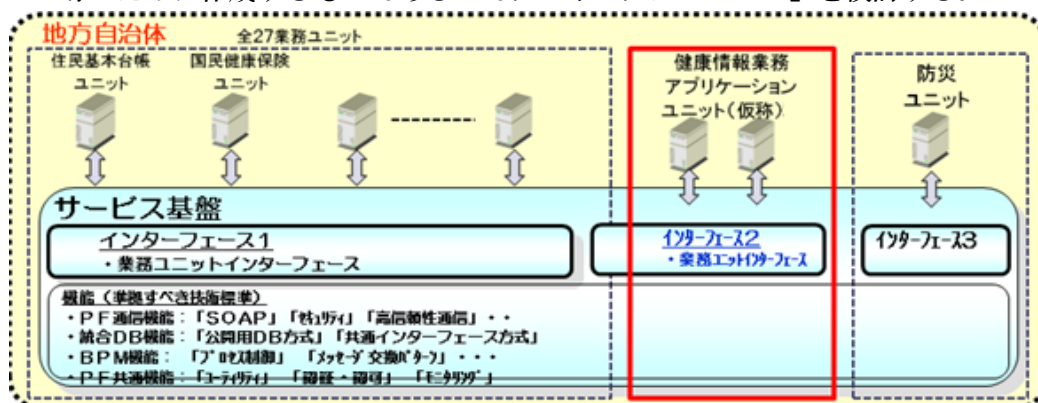 地方自治体
全27業務ユニット
住民基本台帳
ユニット
国民健康保険
ユニット
健康情報業務
アプリケーション
ユニット(仮称)
防災
ユニット
サービス基盤
インターフェース1
・業務ユニットインターフェース
インターフェース2
・業務ユニットインターフェース
インターフェース3
機能(準拠すべき技術標準)
・PF通信機能:「SOAP」「セキュリティ」「高信頼性通信」・・
・統合DB機能:「公開用DB方式」「共通インターフェース方式」
・BPM機能: 「プロセス制御」 「メッセージ交換パターン」・・・
・PF共通機能:「ユーティリティ」 「認証・認可」 「モニタリング」